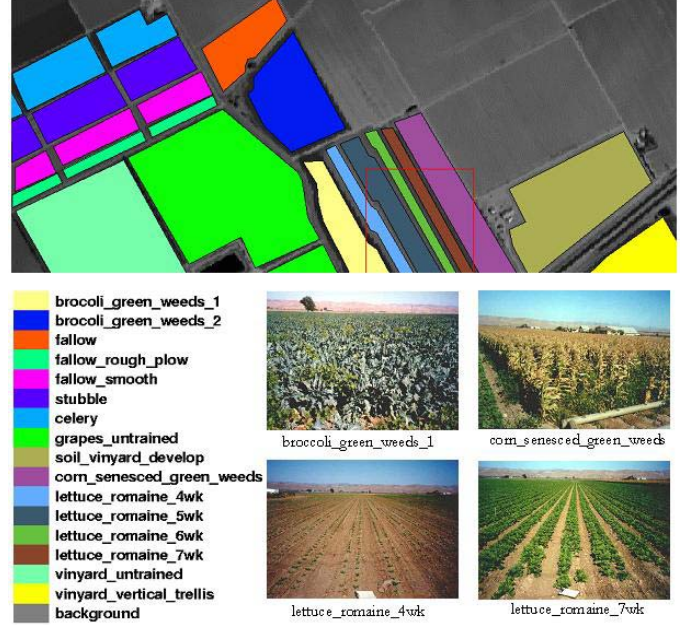 brocoli_green_weeds_1
brocoli_green_weeds_2
fallow
fallow_rough_plow
fallow_smooth
stubble
celery
grapes_untrained
soil_vinyard_develop
corn_senesced_green_weeds
lettuce_romaine_4wk
lettuce_romaine_5wk
lettuce_romaine_6wk
lettuce_romaine_7wk
vinyard_untrained
vinyard_vertical_trellis
background
broccoli_green_weeds_1
corn_senesced_green_weeds
lettuce_romaine_4wk
lettuce_romaine_7wk